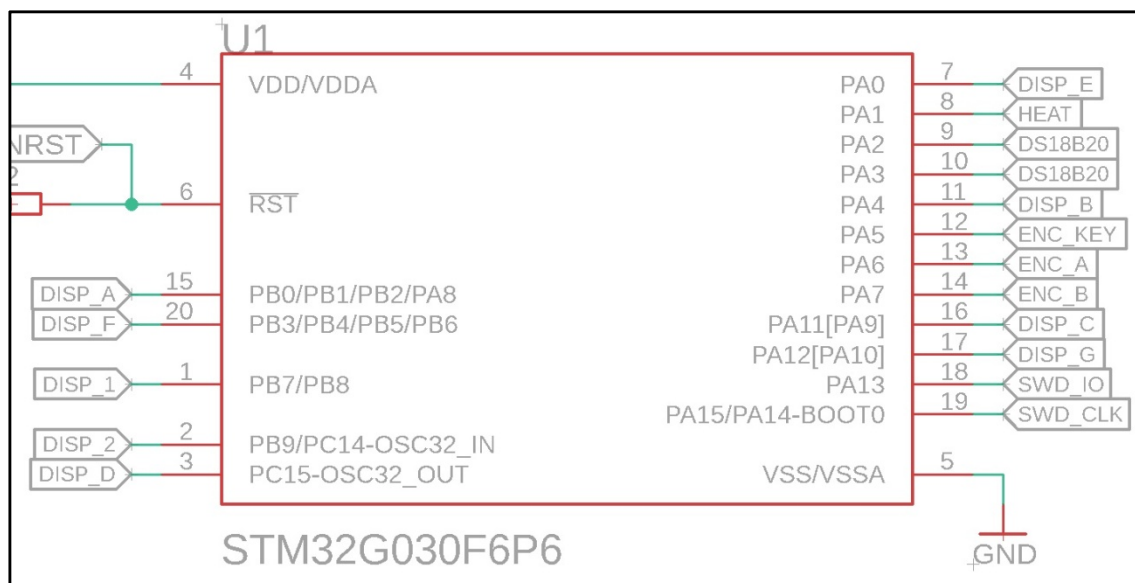 U1
4 VDD/VDDA PA0 7 DISP_E
PA1 8 HEAT
NRST PA2 9 DS18B20
2 PA3 10 DS18B20
6 RST PA4 11 DISP_B
PA5 12 ENC_KEY
PA6 13 ENC_A
DISP_A 15 PB0/PB1/PB2/PA8 PA7 14 ENC_B
DISP_F 20 PB3/PB4/PB5/PB6 PA11[PA9] 16 DISP_C
PA12[PA10] 17 DISP_G
DISP_1 1 PB7/PB8 PA13 18 SWD_IO
PA15/PA14-BOOT0 19 SWD_CLK
DISP_2 2 PB9/PC14-OSC32_IN
DISP_D 3 PC15-OSC32_OUT VSS/VSSA 5
STM32G030F6P6 GND